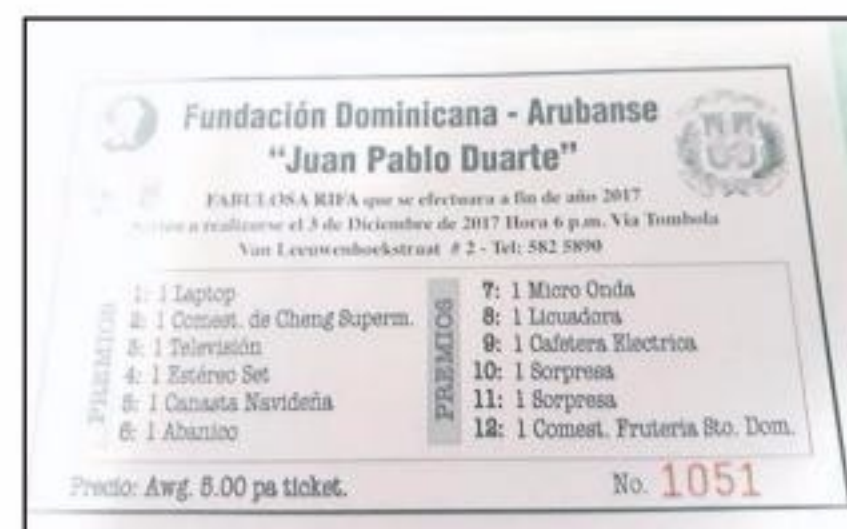 Fundación Dominicana - Arubanse
"Juan Pablo Duarte"
FABULOSA RIFA que se efectuara a fin de año 2017
a realizarse el 3 de Diciembre de 2017 Hora 6 p.m. Via Tombola
Van Leeuwenhoekstraat # 2 - Tel: 582 5890
PREMIOS
1: 1 Laptop
2: 1 Comest. de Cheng Superm.
3: 1 Televisión
4: 1 Estéreo Set
5: 1 Canasta Navideña
6: 1 Abanico
PREMIOS
7: 1 Micro Onda
8: 1 Licuadora
9: 1 Cafetera Electrica
10: 1 Sorpresa
11: 1 Sorpresa
12: 1 Comest. Fruteria Sto. Dom.
Precio: Awg. 5.00 pa ticket.
No. 1051